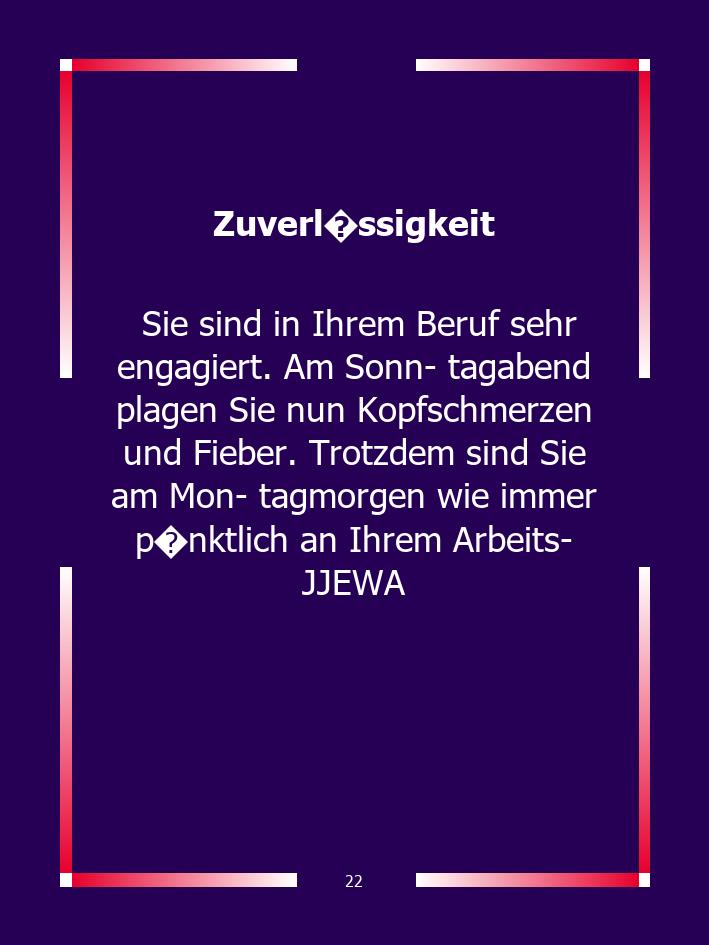 Zuverl�ssigkeit
Sie sind in Ihrem Beruf sehr
engagiert. Am Sonn- tagabend
plagen Sie nun Kopfschmerzen
und Fieber. Trotzdem sind Sie
am Mon- tagmorgen wie immer
p�nktlich an Ihrem Arbeits-
JJEWA
22